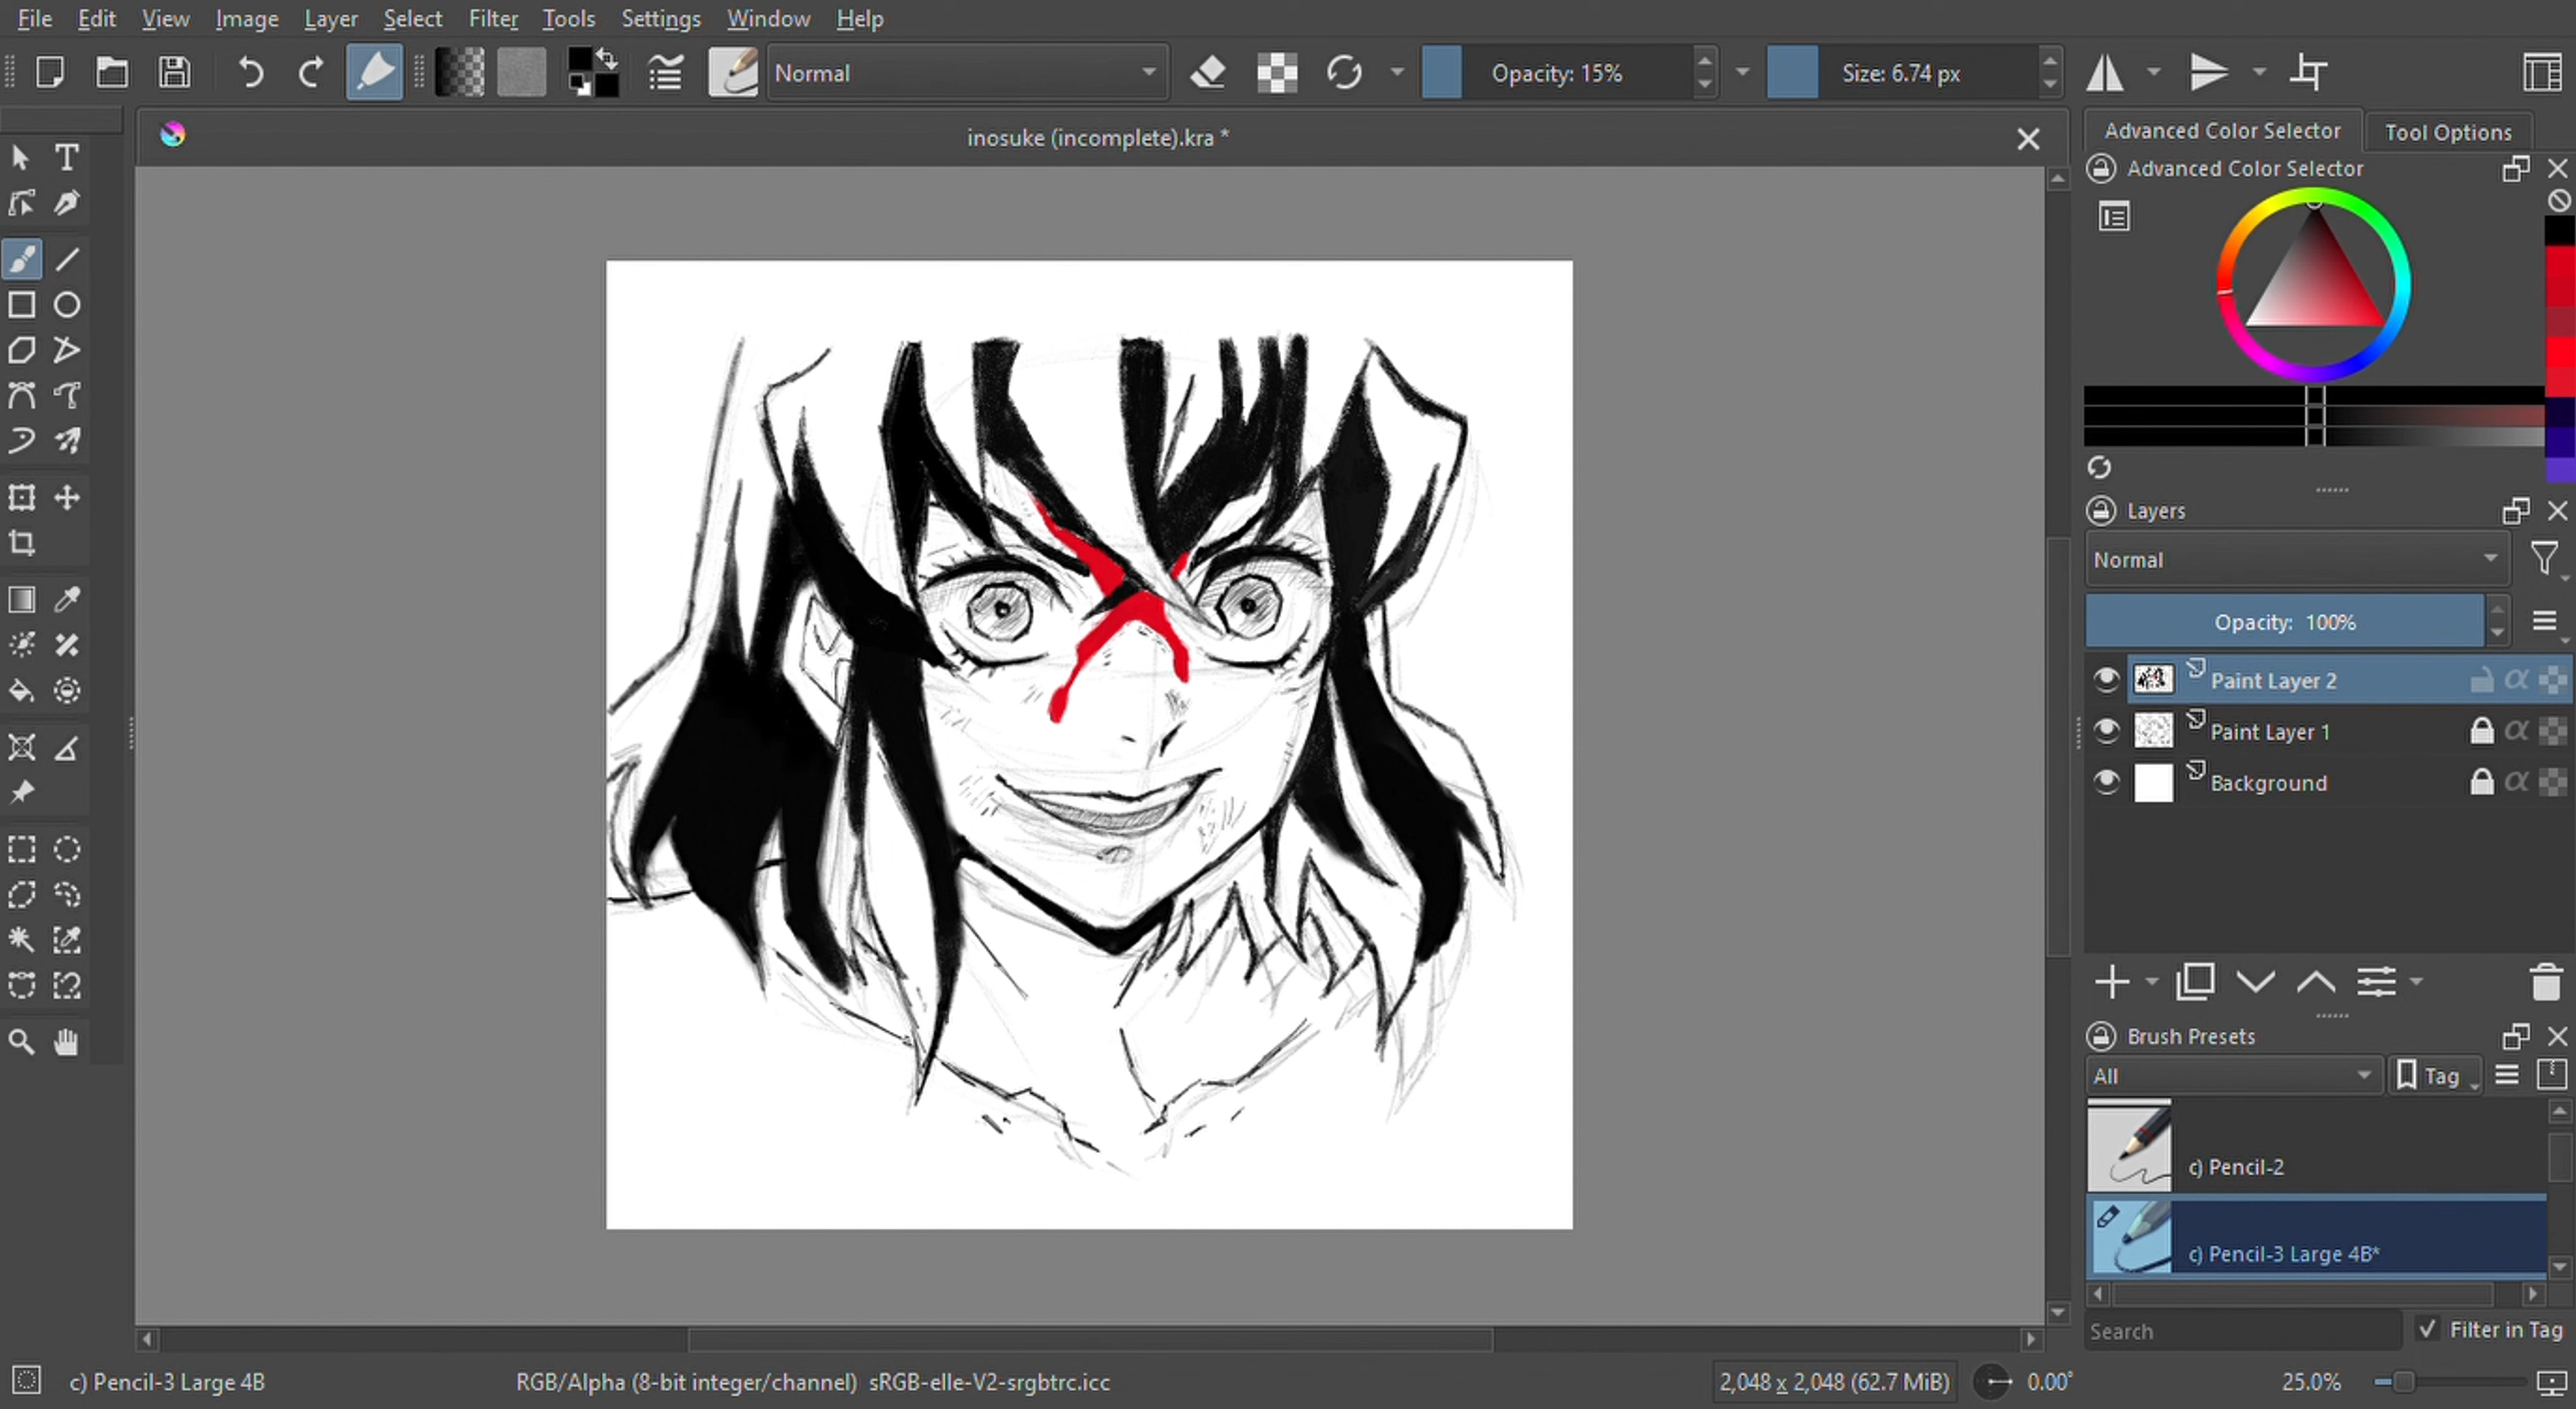 File Edit View Image Layer Select Filter Tools Settings Window Help
Normal Opacity: 15% Size: 6.74 px
inosuke (incomplete).kra *
Advanced Color Selector Tool Options
Advanced Color Selector
T
Layers
Normal
Opacity: 100%
Paint Layer 2 α
Paint Layer 1 α
Background α
Brush Presets
All Tag
c) Pencil-2
c) Pencil-3 Large 4B*
Search Filter in Tag
c) Pencil-3 Large 4B RGB/Alpha (8-bit integer/channel) sRGB-elle-V2-srgbtrc.icc 2,048 x 2,048 (62.7 MiB) 0.00° 25.0%